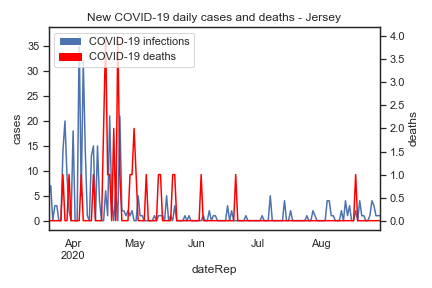 New COVID-19 daily cases and deaths - Jersey
COVID-19 infections
COVID-19 deaths
cases
35
30
25
20
15
10
5
0
4.0
3.5
3.0
2.5
2.0
1.5
1.0
0.5
0.0
deaths
Apr
2020
May
Jun
Jul
Aug
dateRep